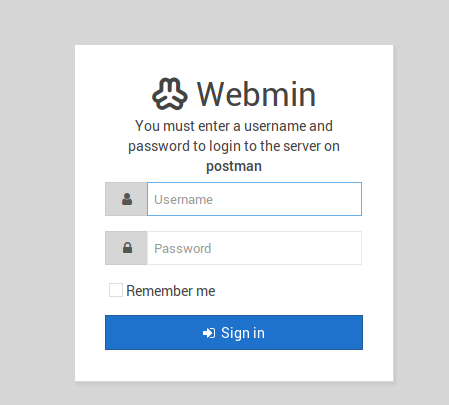 Webmin
You must enter a username and
password to login to the server on
postman
Username
Password
Remember me
Sign in